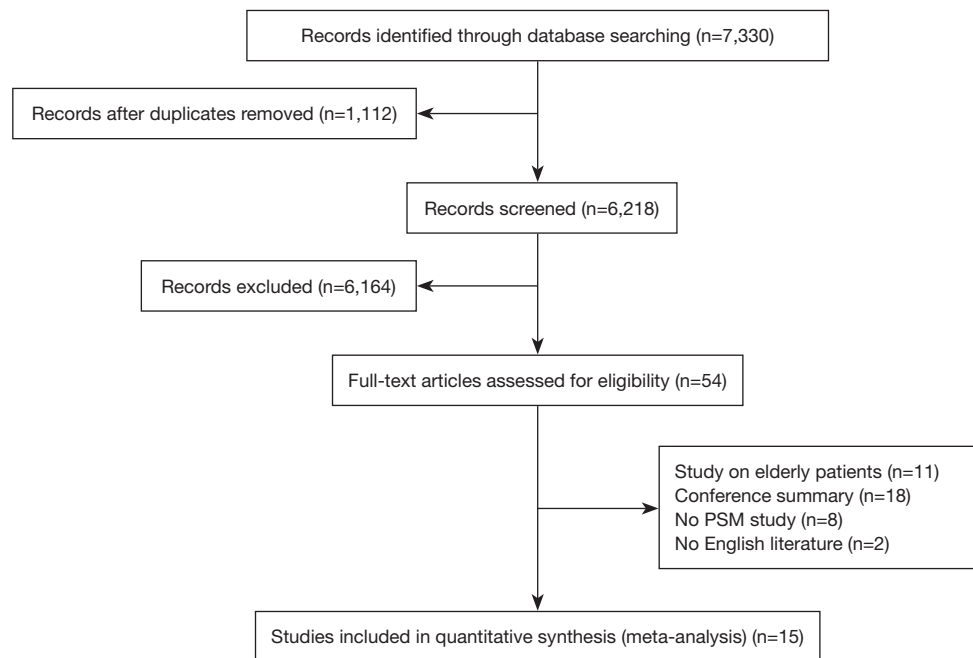 Records identified through database searching (n=7,330)
Records after duplicates removed (n=1,112)
Records screened (n=6,218)
Records excluded (n=6,164)
Full-text articles assessed for eligibility (n=54)
Study on elderly patients (n=11)
Conference summary (n=18)
No PSM study (n=8)
No English literature (n=2)
Studies included in quantitative synthesis (meta-analysis) (n=15)